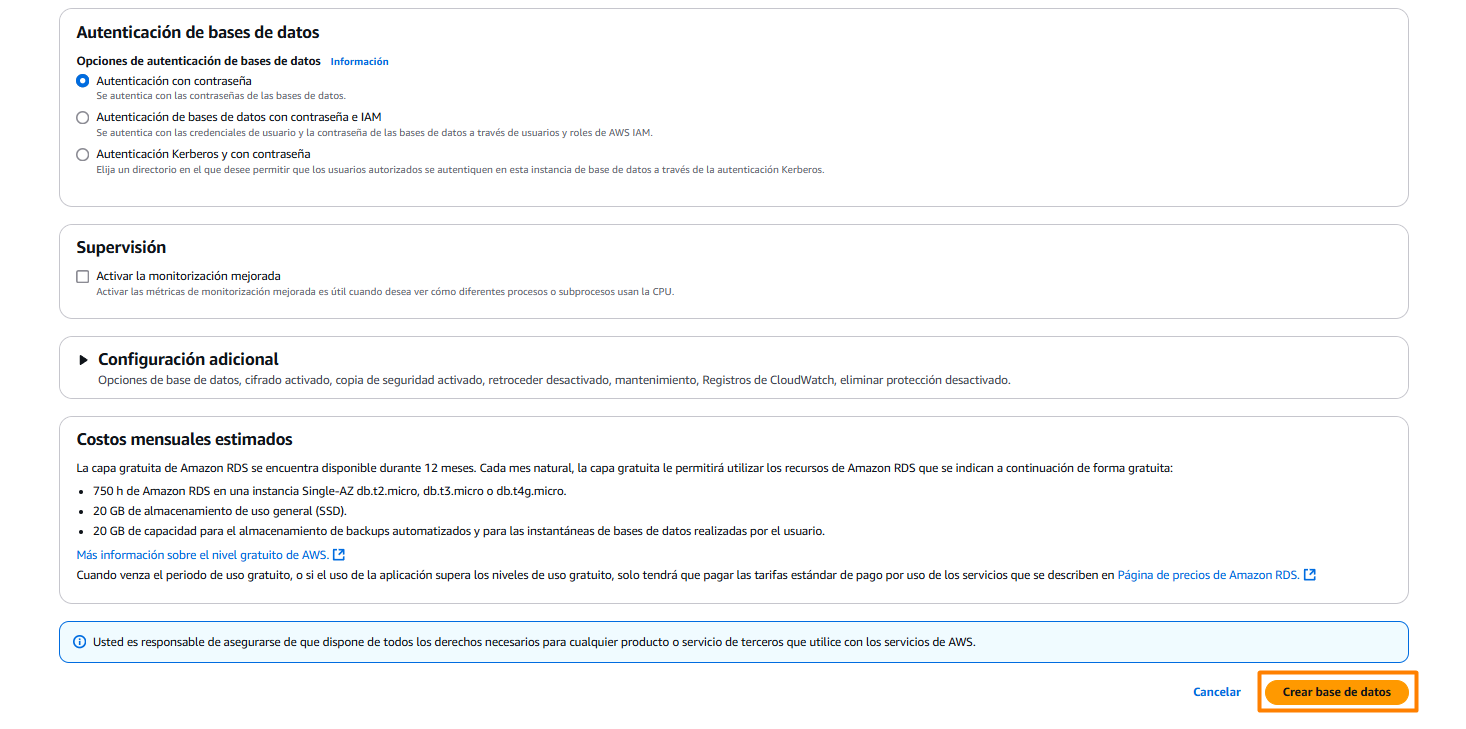 Autenticación de bases de datos
Opciones de autenticación de bases de datos Información
Autenticación con contraseña
Se autentica con las contraseñas de las bases de datos.
Autenticación de bases de datos con contraseña e IAM
Se autentica con las credenciales de usuario y la contraseña de las bases de datos a través de usuarios y roles de AWS IAM.
Autenticación Kerberos y con contraseña
Elija un directorio en el que desee permitir que los usuarios autorizados se autentiquen en esta instancia de base de datos a través de la autenticación Kerberos.
Supervisión
Activar la monitorización mejorada
Activar las métricas de monitorización mejorada es útil cuando desea ver cómo diferentes procesos o subprocesos usan la CPU.
Configuración adicional
Opciones de base de datos, cifrado activado, copia de seguridad activado, retroceder desactivado, mantenimiento, Registros de CloudWatch, eliminar protección desactivado.
Costos mensuales estimados
La capa gratuita de Amazon RDS se encuentra disponible durante 12 meses. Cada mes natural, la capa gratuita le permitirá utilizar los recursos de Amazon RDS que se indican a continuación de forma gratuita:
• 750 h de Amazon RDS en una instancia Single-AZ db.t2.micro, db.t3.micro o db.t4g.micro.
• 20 GB de almacenamiento de uso general (SSD).
• 20 GB de capacidad para el almacenamiento de backups automatizados y para las instantáneas de bases de datos realizadas por el usuario.
Más información sobre el nivel gratuito de AWS.
Cuando venza el periodo de uso gratuito, o si el uso de la aplicación supera los niveles de uso gratuito, solo tendrá que pagar las tarifas estándar de pago por uso de los servicios que se describen en Página de precios de Amazon RDS.
Usted es responsable de asegurarse de que dispone de todos los derechos necesarios para cualquier producto o servicio de terceros que utilice con los servicios de AWS.
Cancelar Crear base de datos